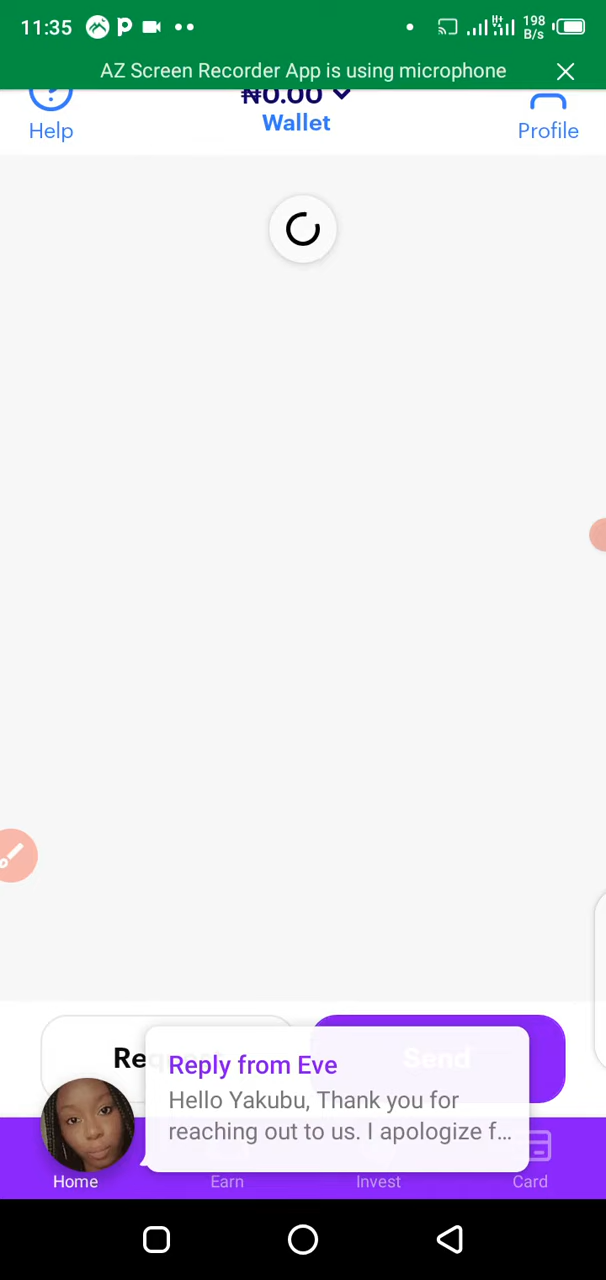 11:35
198
B/s
AZ Screen Recorder App is using microphone
Help
₦0.00
Wallet
Profile
Send
Reply from Eve
Hello Yakubu, Thank you for
reaching out to us. I apologize f...
Home
Earn
Invest
Card